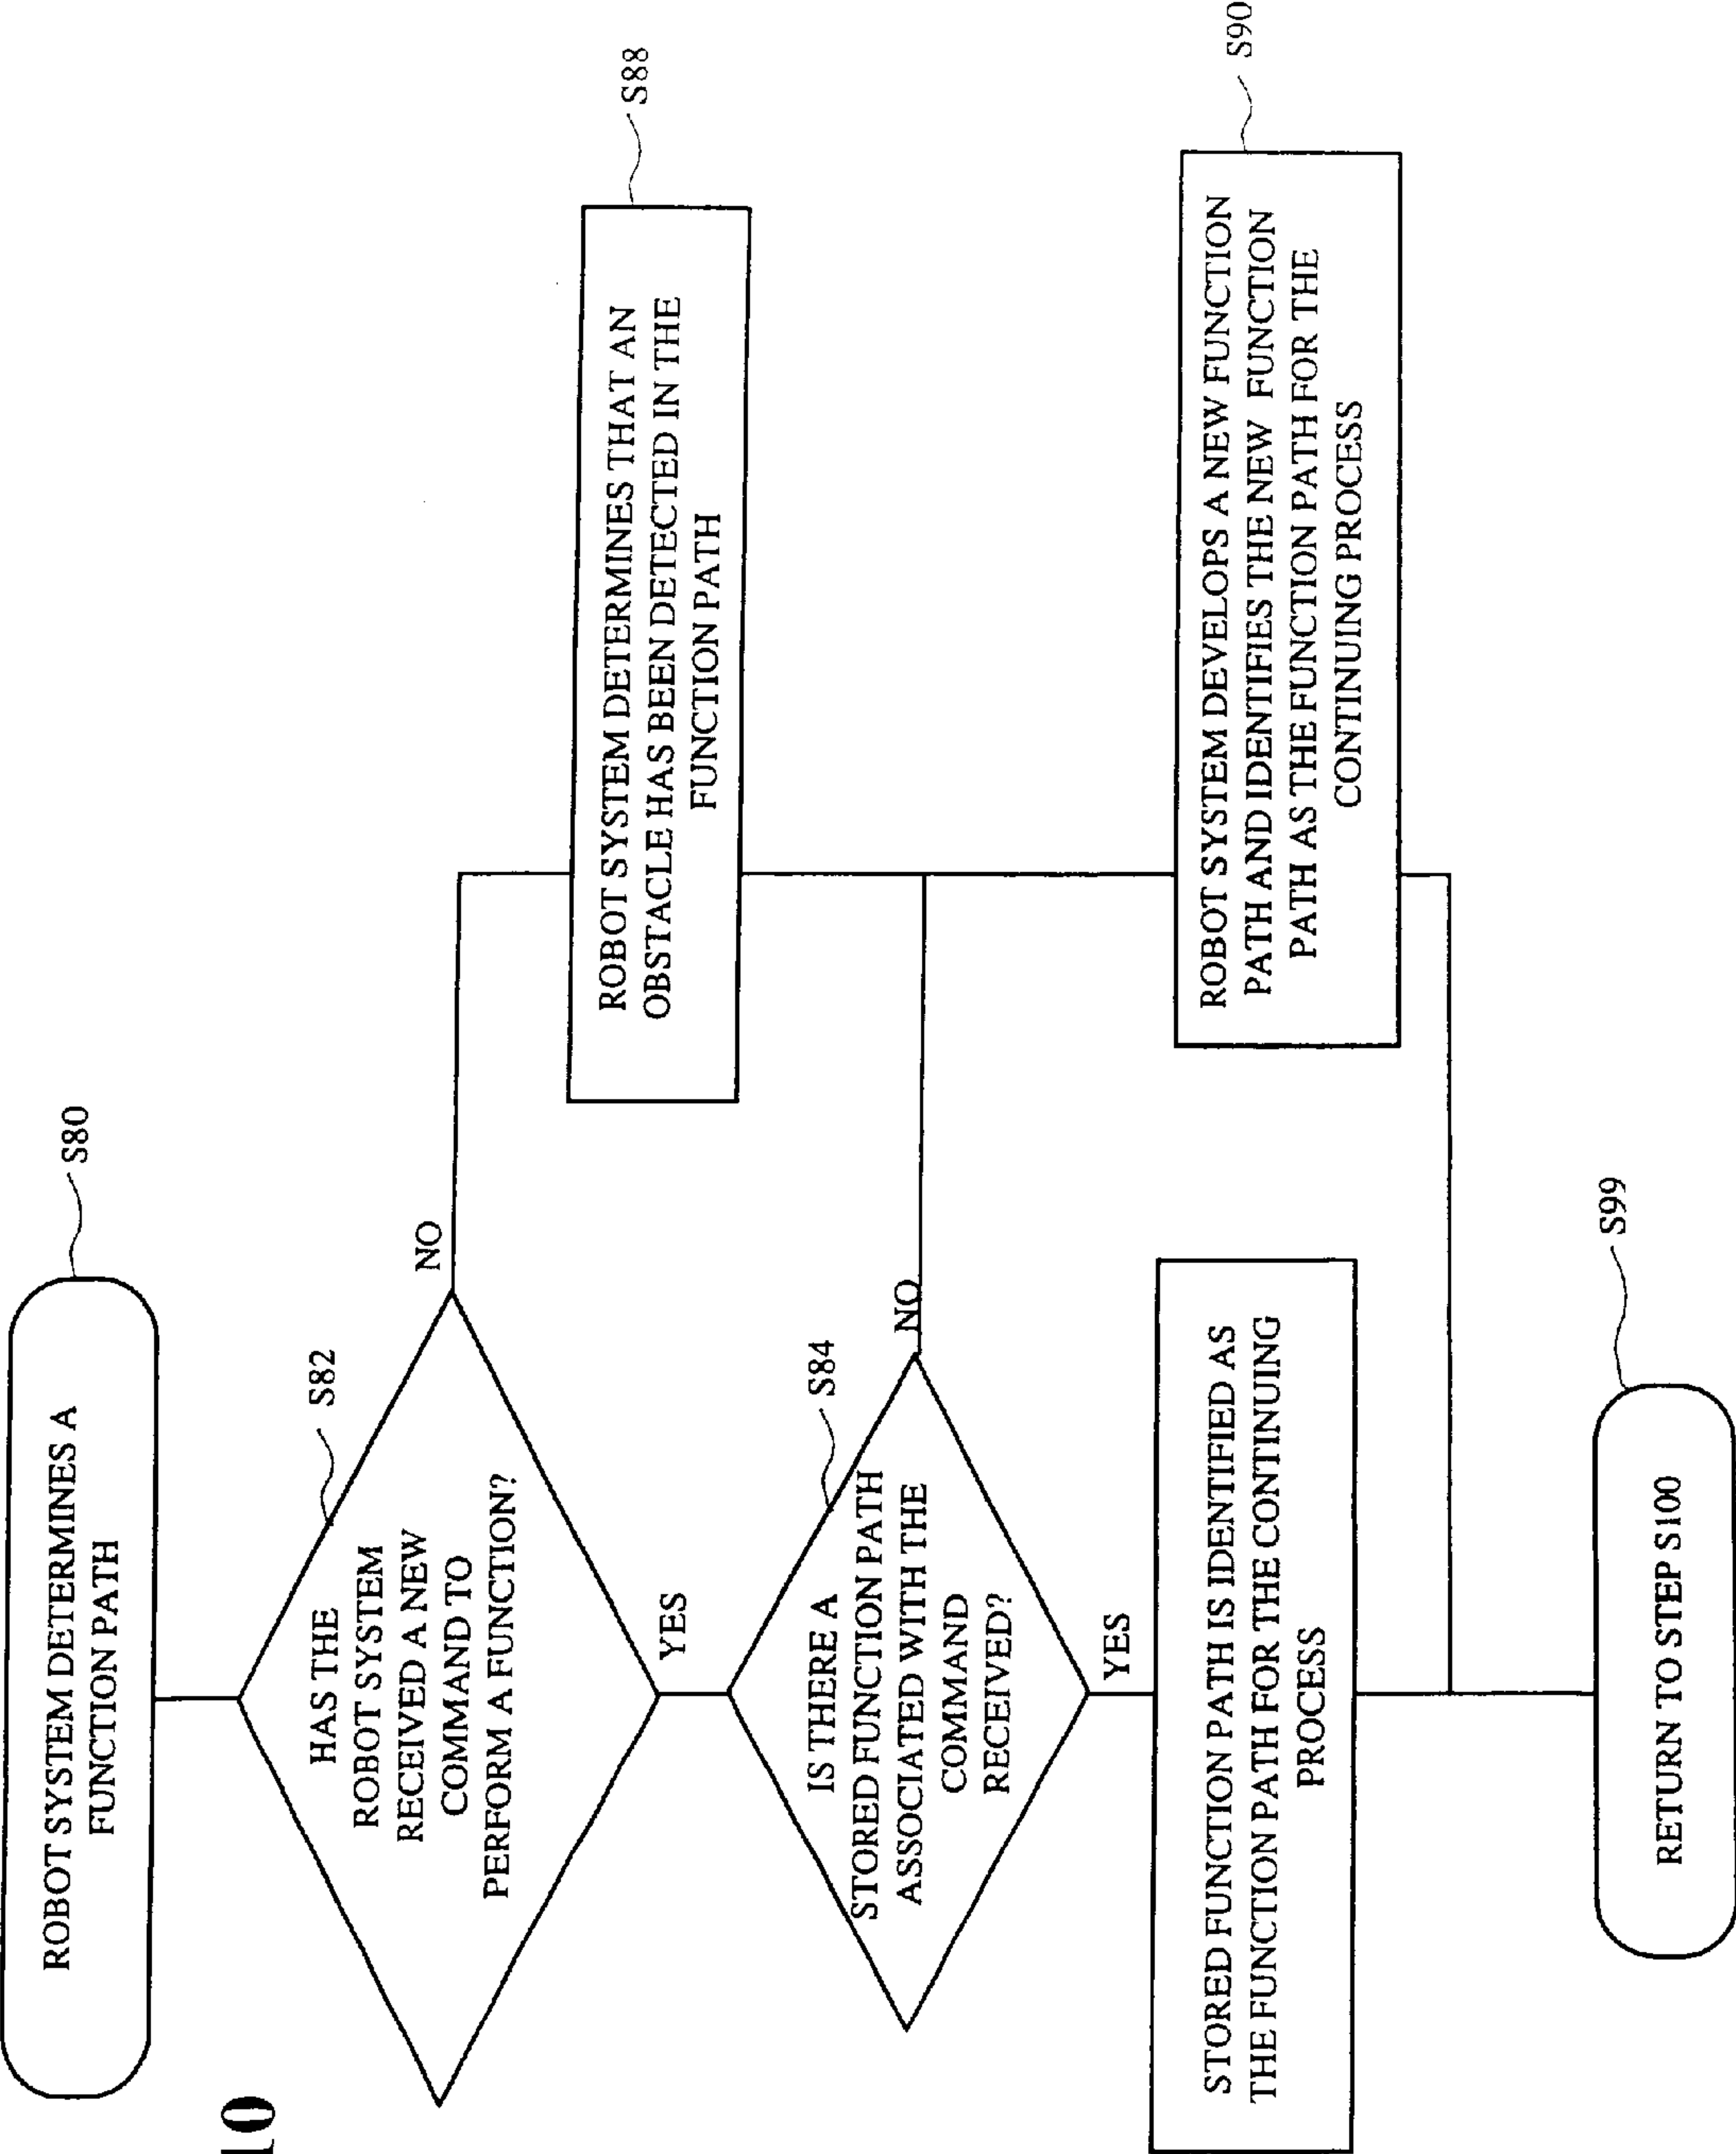 10
ROBOT SYSTEM DETERMINES A
FUNCTION PATH
S80
HAS THE
ROBOT SYSTEM
RECEIVED A NEW
COMMAND TO
PERFORM A FUNCTION?
S82
NO
YES
ROBOT SYSTEM DETERMINES THAT AN
OBSTACLE HAS BEEN DETECTED IN THE
FUNCTION PATH
S88
IS THERE A
STORED FUNCTION PATH
ASSOCIATED WITH THE
COMMAND
RECEIVED?
S84
NO
YES
STORED FUNCTION PATH IS IDENTIFIED AS
THE FUNCTION PATH FOR THE CONTINUING
PROCESS
ROBOT SYSTEM DEVELOPS A NEW FUNCTION
PATH AND IDENTIFIES THE NEW FUNCTION
PATH AS THE FUNCTION PATH FOR THE
CONTINUING PROCESS
S90
RETURN TO STEP S100
S99